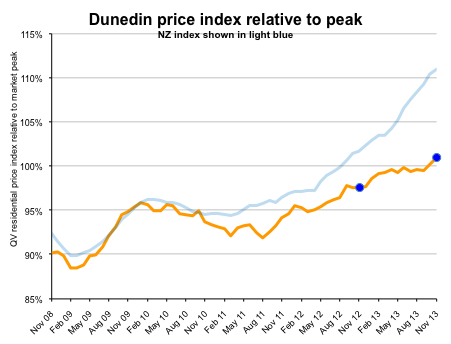 Dunedin price index relative to peak
NZ index shown in light blue
QV residential price index relative to market peak
115%
110%
105%
100%
95%
90%
85%
Nov 08
Feb 09
May 09
Aug 09
Nov 09
Feb 10
May 10
Aug 10
Nov 10
Feb 11
May 11
Aug 11
Nov 11
Feb 12
May 12
Aug 12
Nov 12
Feb 13
May 13
Aug 13
Nov 13